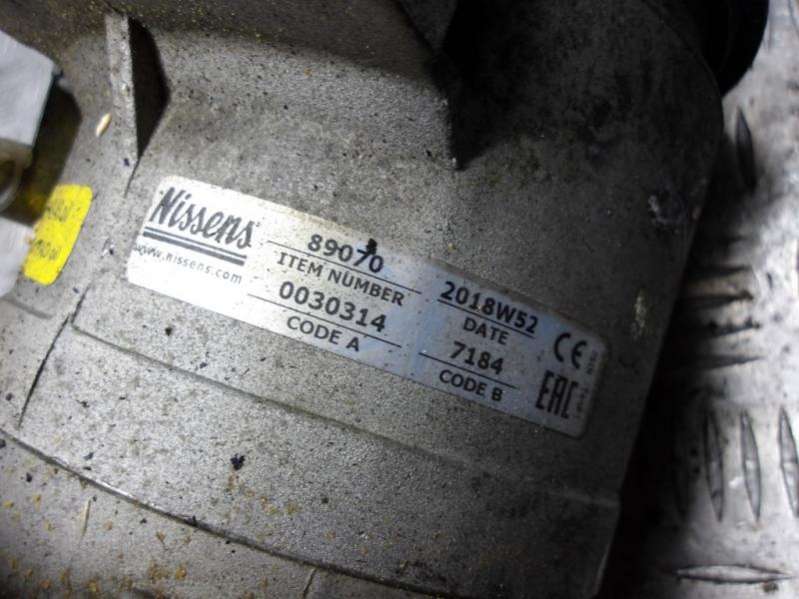 Nissens
www.nissens.com
89070
ITEM NUMBER
0030314
CODE A
2018W52
DATE
7184
CODE B
CE
EAC